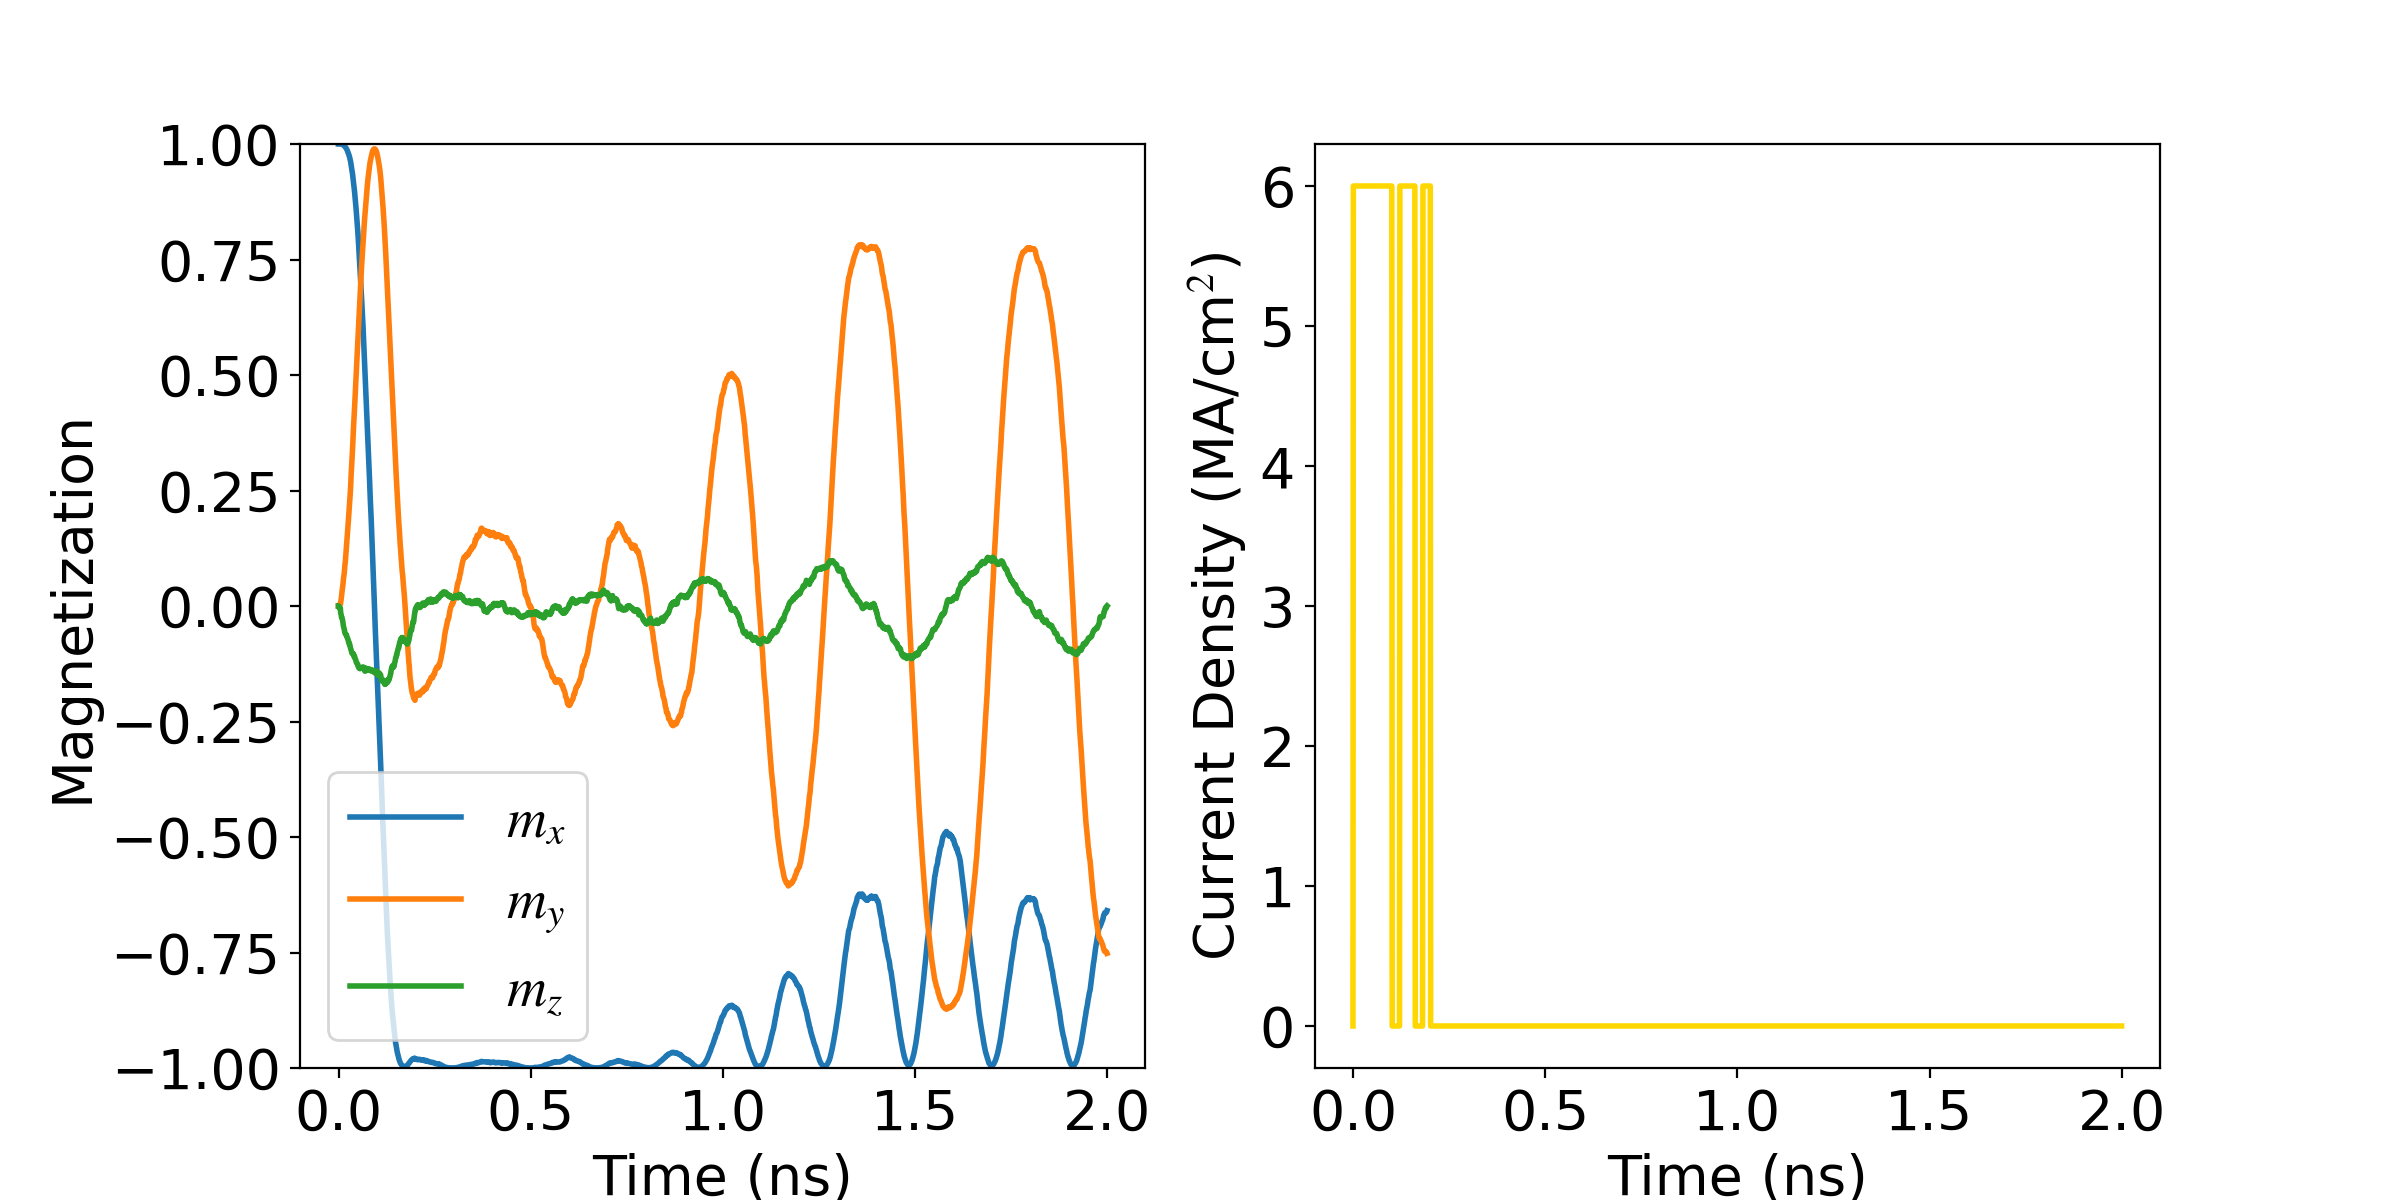 1.00
0.75
0.50
0.25
0.00
−0.25
−0.50
−0.75
−1.00
Magnetization
m_x
m_y
m_z
0.0 0.5 1.0 1.5 2.0
Time (ns)
6
5
4
3
2
1
0
Current Density (MA/cm²)
0.0 0.5 1.0 1.5 2.0
Time (ns)